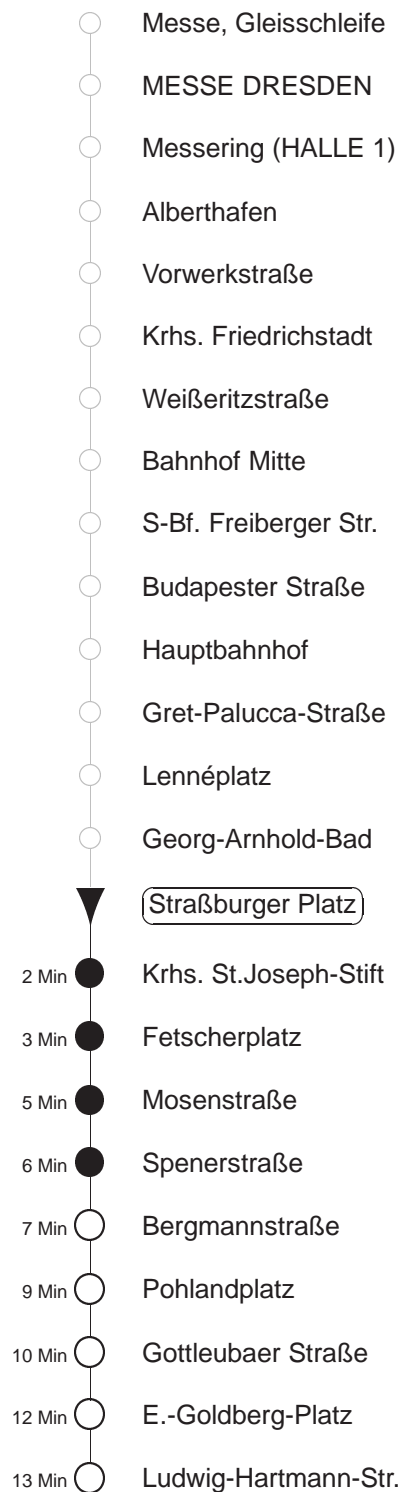 Messe, Gleisschleife
MESSE DRESDEN
Messering (HALLE 1)
Alberthafen
Vorwerkstraße
Krhs. Friedrichstadt
Weißeritzstraße
Bahnhof Mitte
S-Bf. Freiberger Str.
Budapester Straße
Hauptbahnhof
Gret-Palucca-Straße
Lennéplatz
Georg-Arnhold-Bad
Straßburger Platz
2 Min Krhs. St.Joseph-Stift
3 Min Fetscherplatz
5 Min Mosenstraße
6 Min Spenerstraße
7 Min Bergmannstraße
9 Min Pohlandplatz
10 Min Gottleubaer Straße
12 Min E.-Goldberg-Platz
13 Min Ludwig-Hartmann-Str.